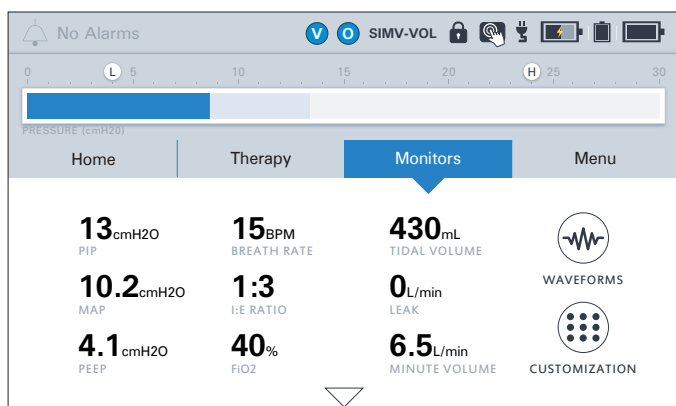 No Alarms V O SIMV-VOL
0 L 5 10 15 20 H 25 30
PRESSURE (cmH20)
Home Therapy Monitors Menu
13cmH2O 15BPM 430mL
PIP BREATH RATE TIDAL VOLUME
10.2cmH2O 1:3 0L/min WAVEFORMS
MAP I:E RATIO LEAK
4.1cmH2O 40% 6.5L/min
PEEP FiO2 MINUTE VOLUME CUSTOMIZATION